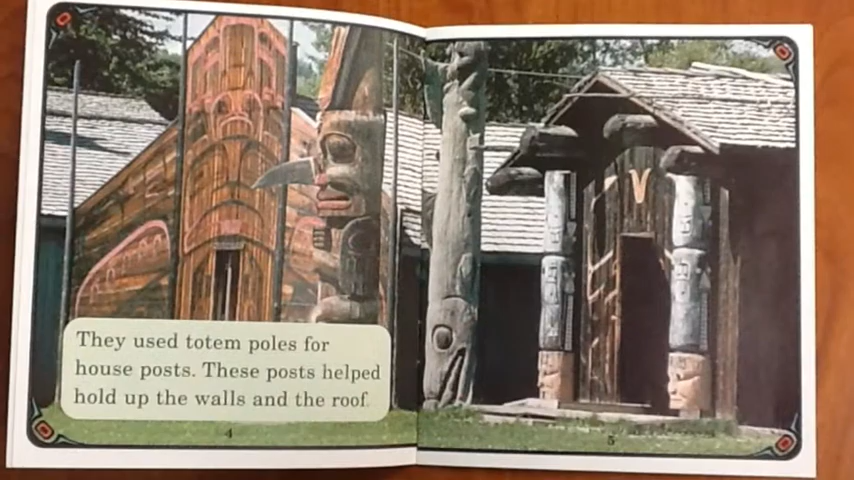 They used totem poles for
house posts. These posts helped
hold up the walls and the roof.
4
5